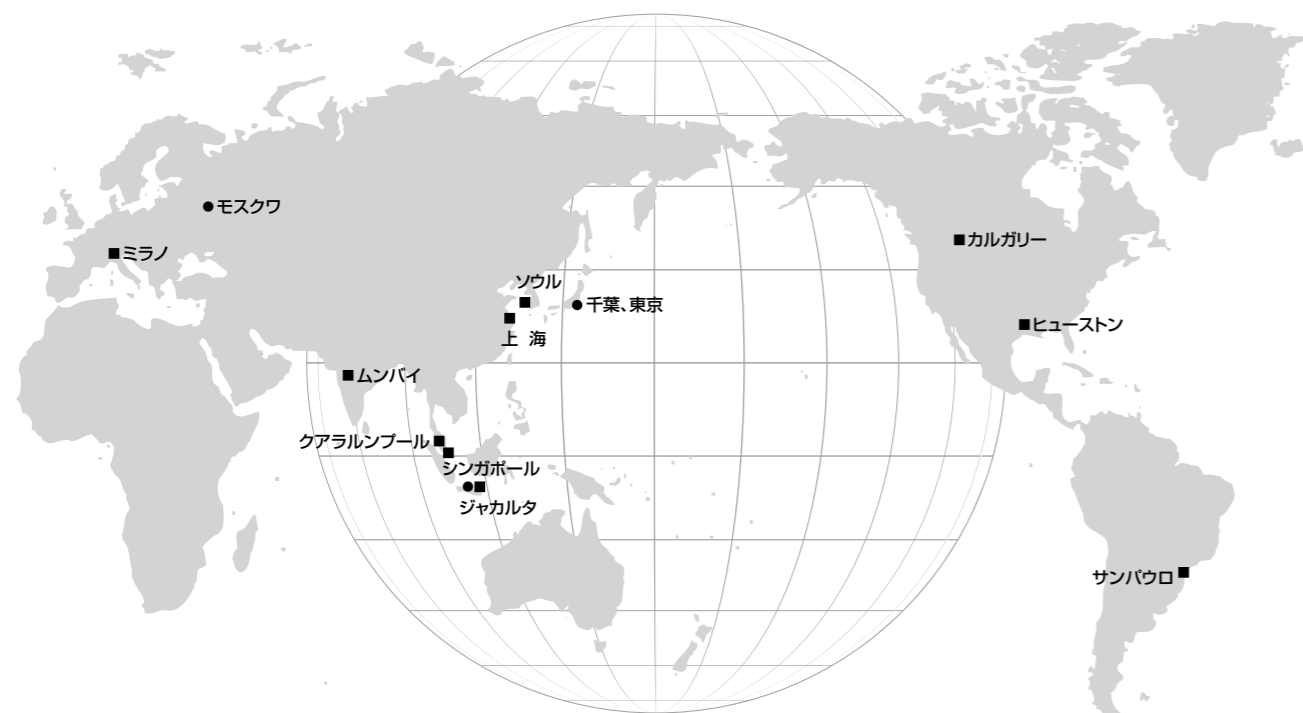 モスクワ
ミラノ
カルガリー
ソウル
千葉、東京
ヒューストン
上 海
ムンバイ
クアラルンプール
シンガポール
ジャカルタ
サンパウロ